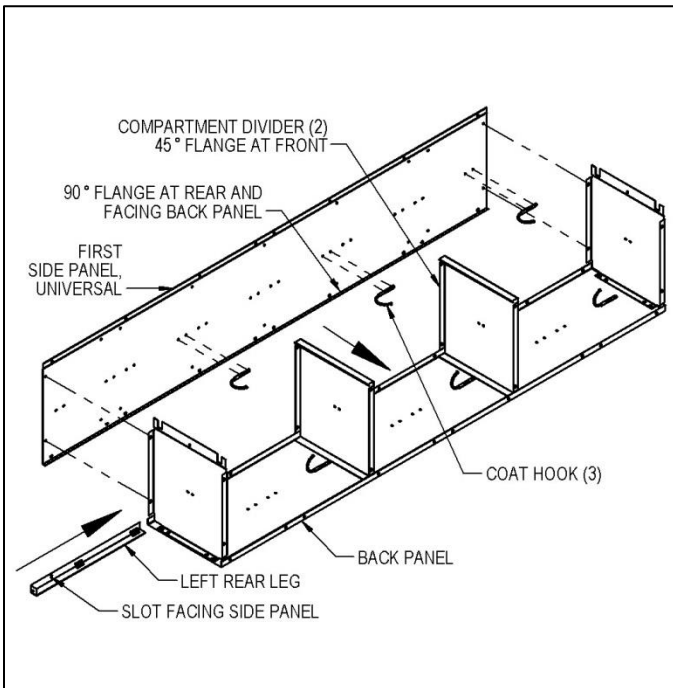 COMPARTMENT DIVIDER (2)
45° FLANGE AT FRONT
90° FLANGE AT REAR AND
FACING BACK PANEL
FIRST
SIDE PANEL,
UNIVERSAL
COAT HOOK (3)
BACK PANEL
LEFT REAR LEG
SLOT FACING SIDE PANEL